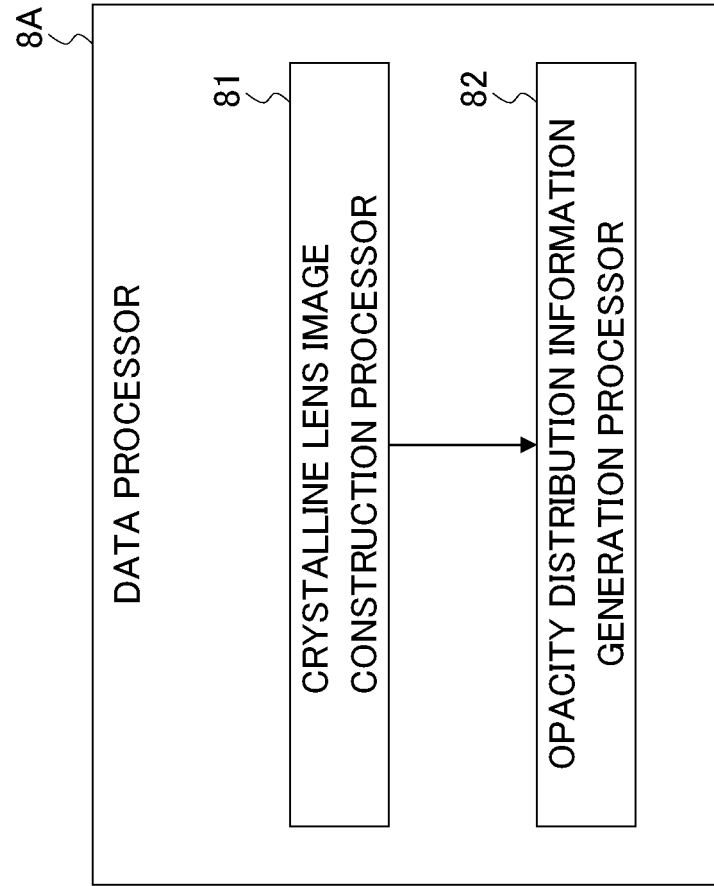 8A
DATA PROCESSOR
81
CRYSTALLINE LENS IMAGE
CONSTRUCTION PROCESSOR
82
OPACITY DISTRIBUTION INFORMATION
GENERATION PROCESSOR